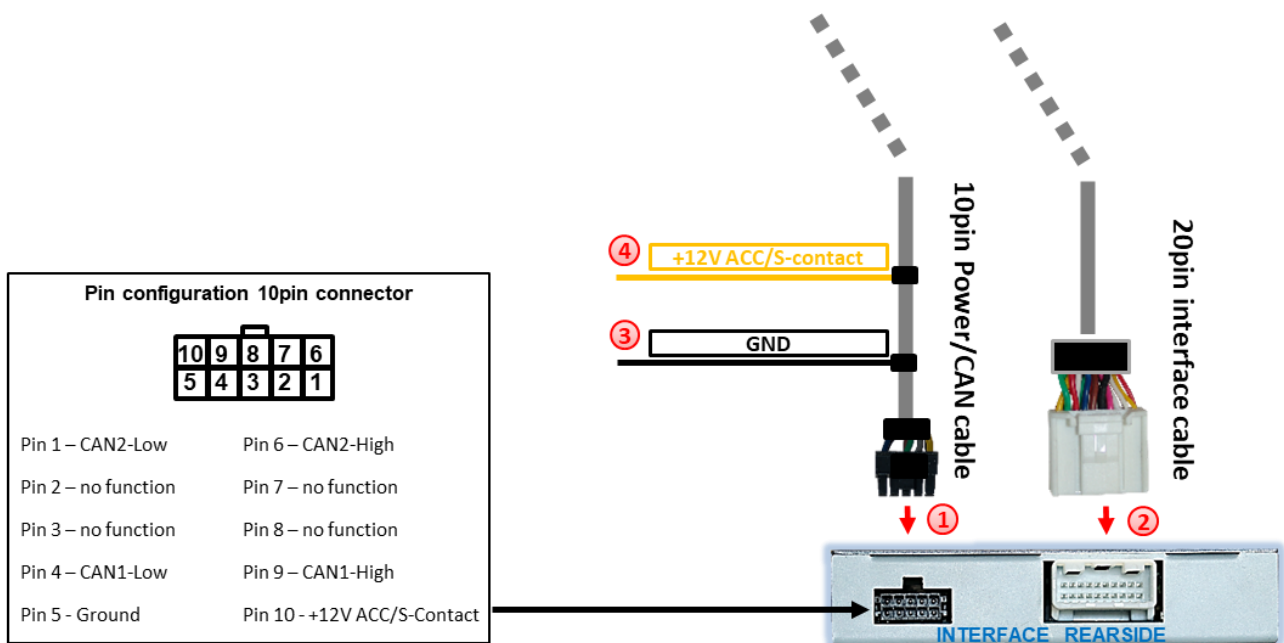 Pin configuration 10pin connector
10 9 8 7 6
5 4 3 2 1
Pin 1 – CAN2-Low
Pin 6 – CAN2-High
Pin 2 – no function
Pin 7 – no function
Pin 3 – no function
Pin 8 – no function
Pin 4 – CAN1-Low
Pin 9 – CAN1-High
Pin 5 - Ground
Pin 10 - +12V ACC/S-Contact
4
+12V ACC/S-contact
3
GND
10pin Power/CAN cable
20pin interface cable
1
2
INTERFACE REARSIDE